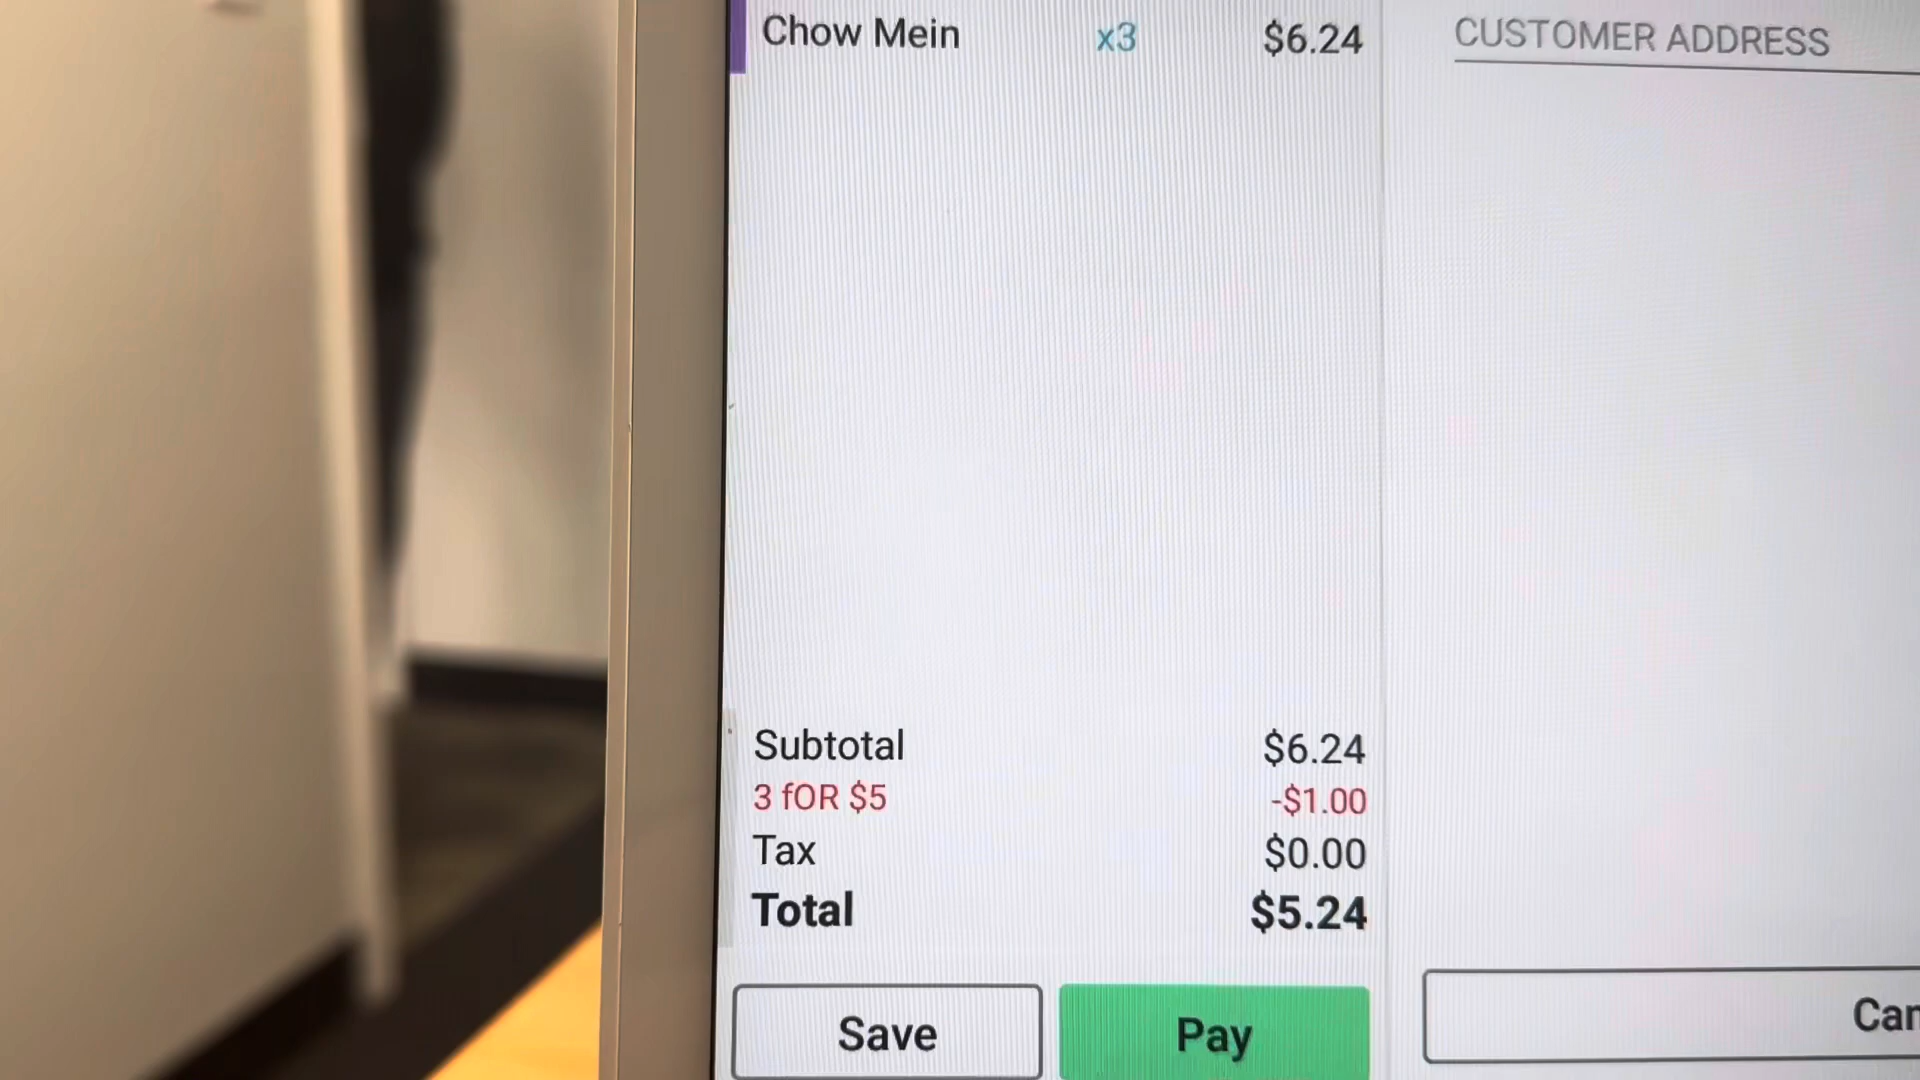 Chow Mein x3 $6.24
CUSTOMER ADDRESS
Subtotal $6.24
3 fOR $5 -$1.00
Tax $0.00
Total $5.24
Save
Pay